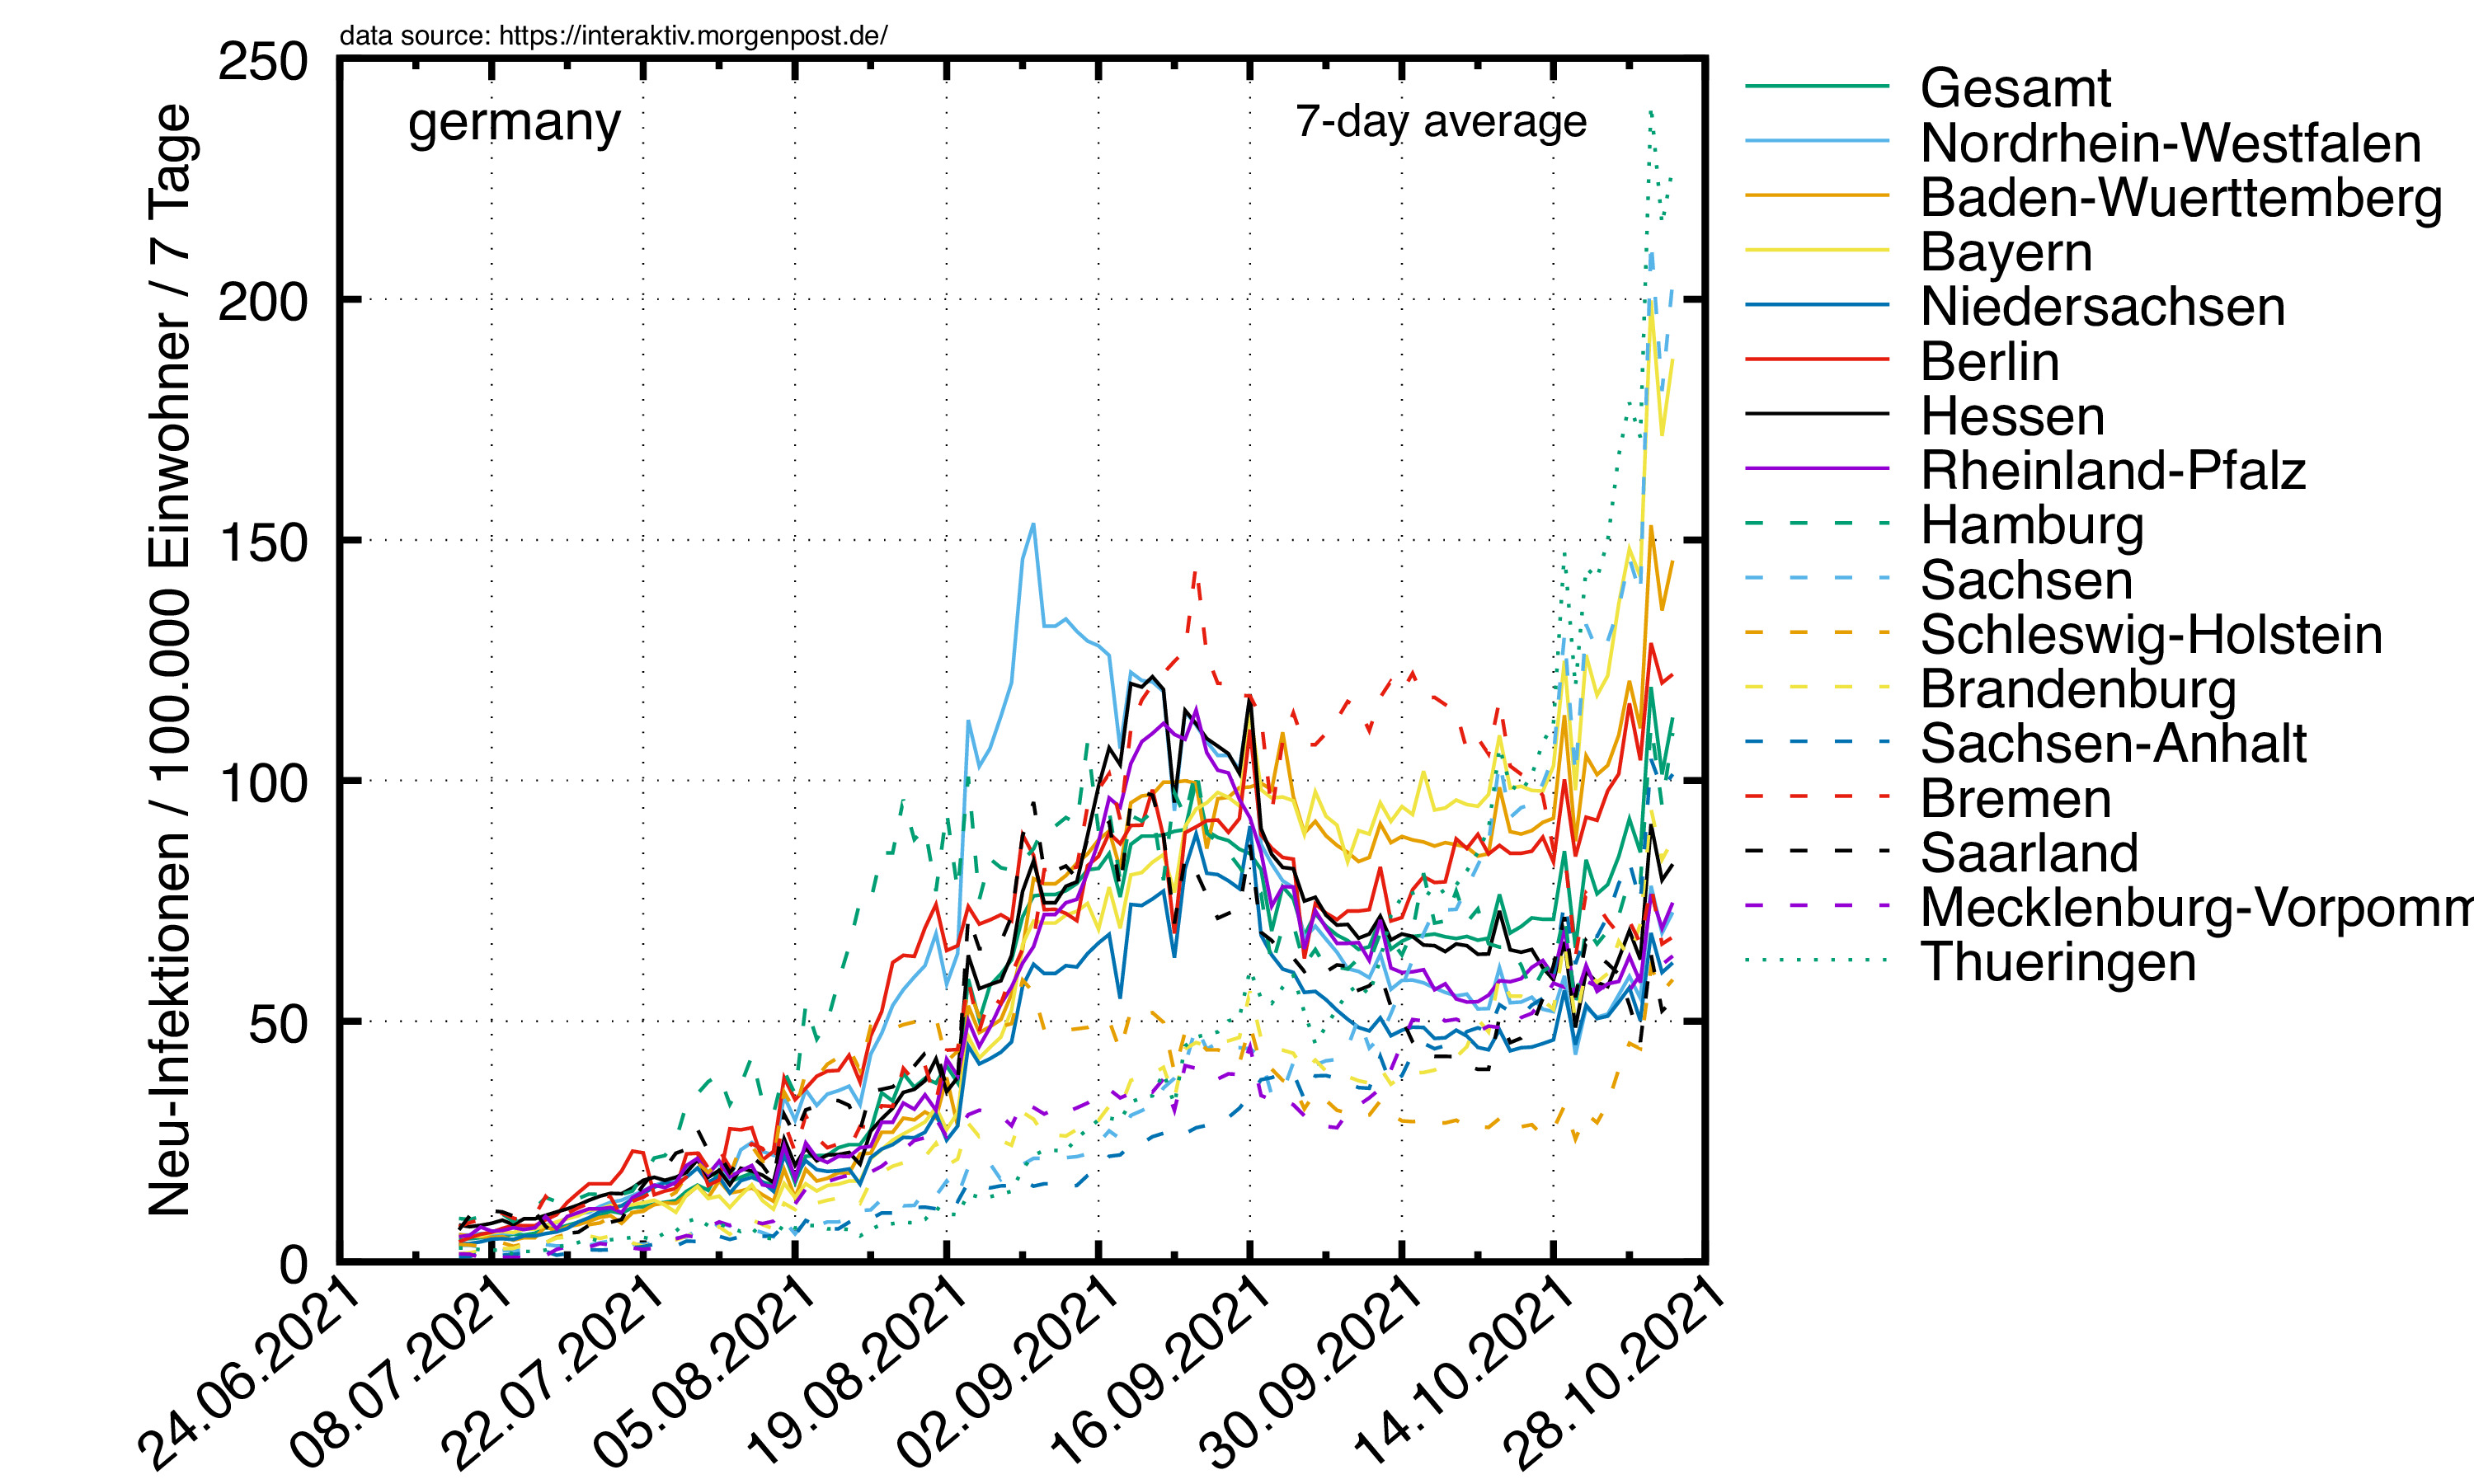 data source: https://interaktiv.morgenpost.de/
germany
7-day average
Neu-Infektionen / 100.000 Einwohner / 7 Tage
250
200
150
100
50
0
24.06.2021
08.07.2021
22.07.2021
05.08.2021
19.08.2021
02.09.2021
16.09.2021
30.09.2021
14.10.2021
28.10.2021
Gesamt
Nordrhein-Westfalen
Baden-Wuerttemberg
Bayern
Niedersachsen
Berlin
Hessen
Rheinland-Pfalz
Hamburg
Sachsen
Schleswig-Holstein
Brandenburg
Sachsen-Anhalt
Bremen
Saarland
Mecklenburg-Vorpomm
Thueringen